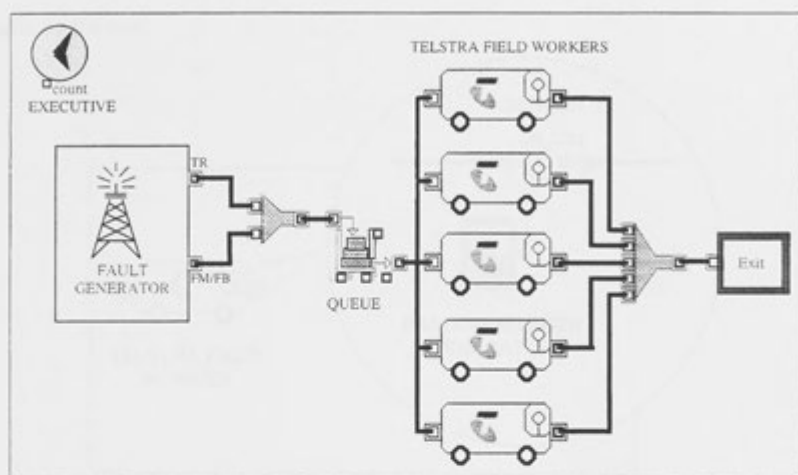 TELSTRA FIELD WORKERS
count
EXECUTIVE
TR
FAULT
GENERATOR
FM/FB
QUEUE
Exit